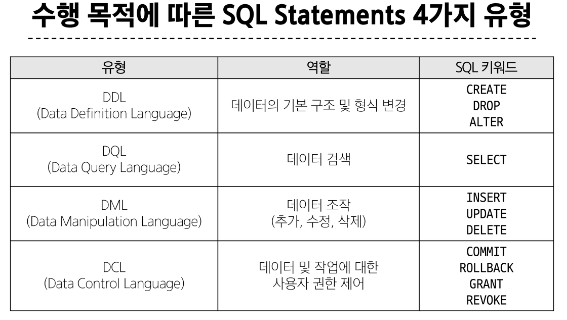 수행 목적에 따른 SQL Statements 4가지 유형
유형 역할 SQL 키워드
DDL
(Data Definition Language)
데이터의 기본 구조 및 형식 변경
CREATE
DROP
ALTER
DQL
(Data Query Language)
데이터 검색
SELECT
DML
(Data Manipulation Language)
데이터 조작
(추가, 수정, 삭제)
INSERT
UPDATE
DELETE
DCL
(Data Control Language)
데이터 및 작업에 대한
사용자 권한 제어
COMMIT
ROLLBACK
GRANT
REVOKE